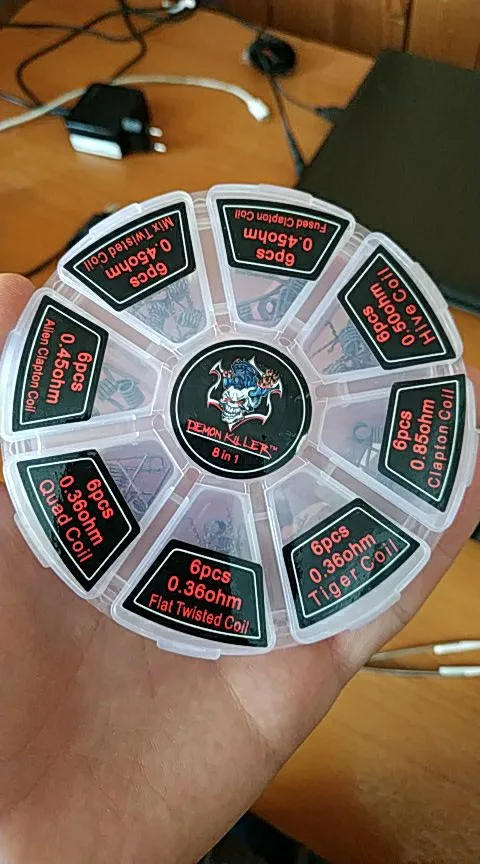 DEMON KILLER™
8 in 1
6pcs
0.45ohm
Fused Clapton Coil
6pcs
0.50ohm
Hive Coil
6pcs
0.85ohm
Clapton Coil
6pcs
0.36ohm
Tiger Coil
6pcs
0.36ohm
Flat Twisted Coil
6pcs
0.36ohm
Quad Coil
6pcs
0.45ohm
Alien Clapton Coil
6pcs
0.45ohm
Mix Twisted Coil